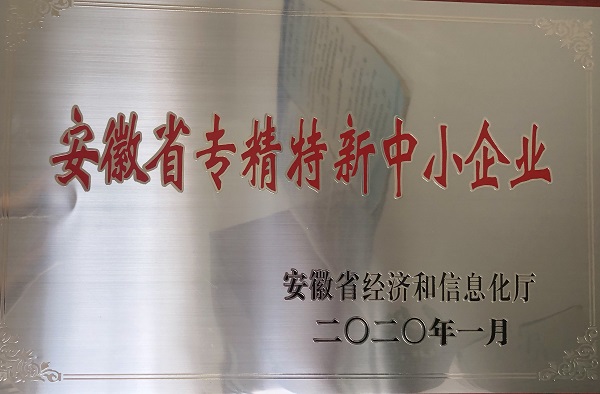 安徽省专精特新中小企业
安徽省经济和信息化厅
二〇二〇年一月